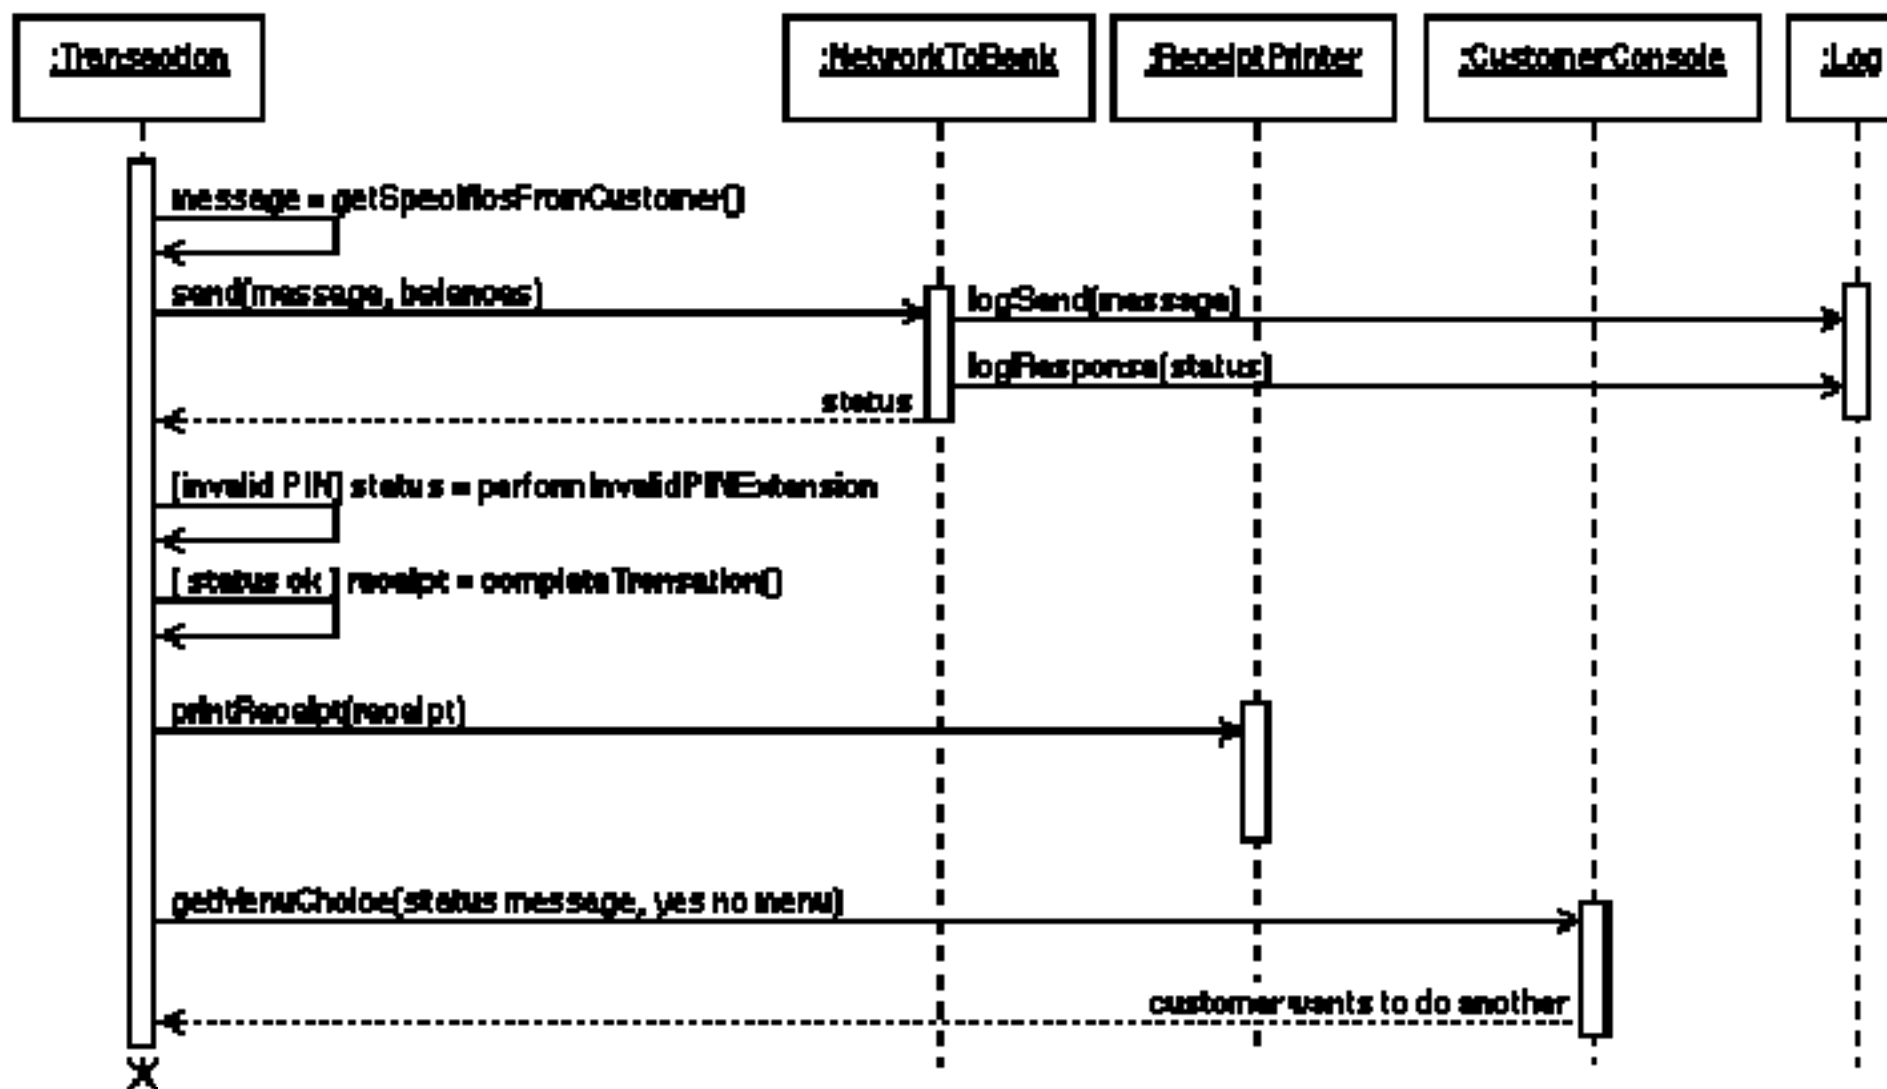 :Transaction
:NetworkToBank
:ReceiptPrinter
:CustomerConsole
:Log
message = getSpecificsFromCustomer()
send(message, balances)
logSend(message)
logResponse(status)
status
[invalid PIN] status = performInvalidPINExtension
[ status ok ] receipt = completeTransation()
printReceipt(receipt)
getMenuChoice(status message, yes no menu)
customer wants to do another